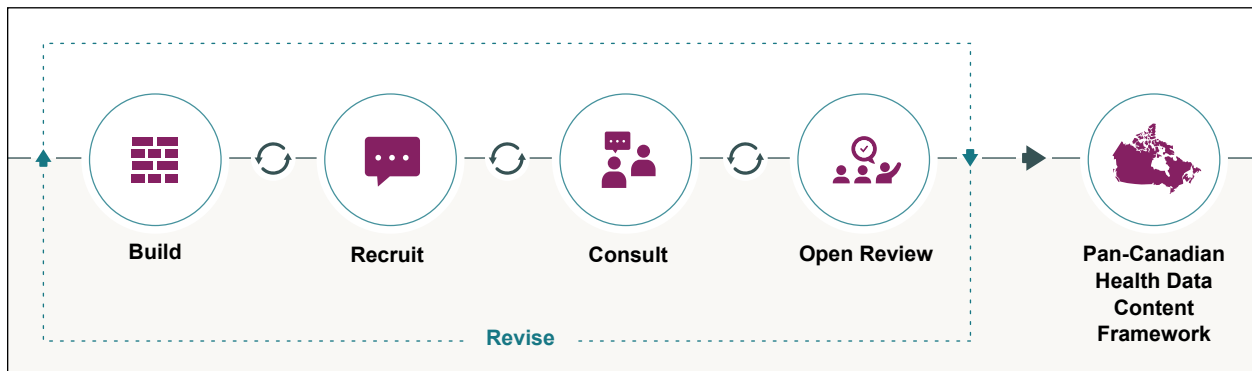 Build
Recruit
Consult
Open Review
Pan-Canadian
Health Data
Content
Framework
Revise